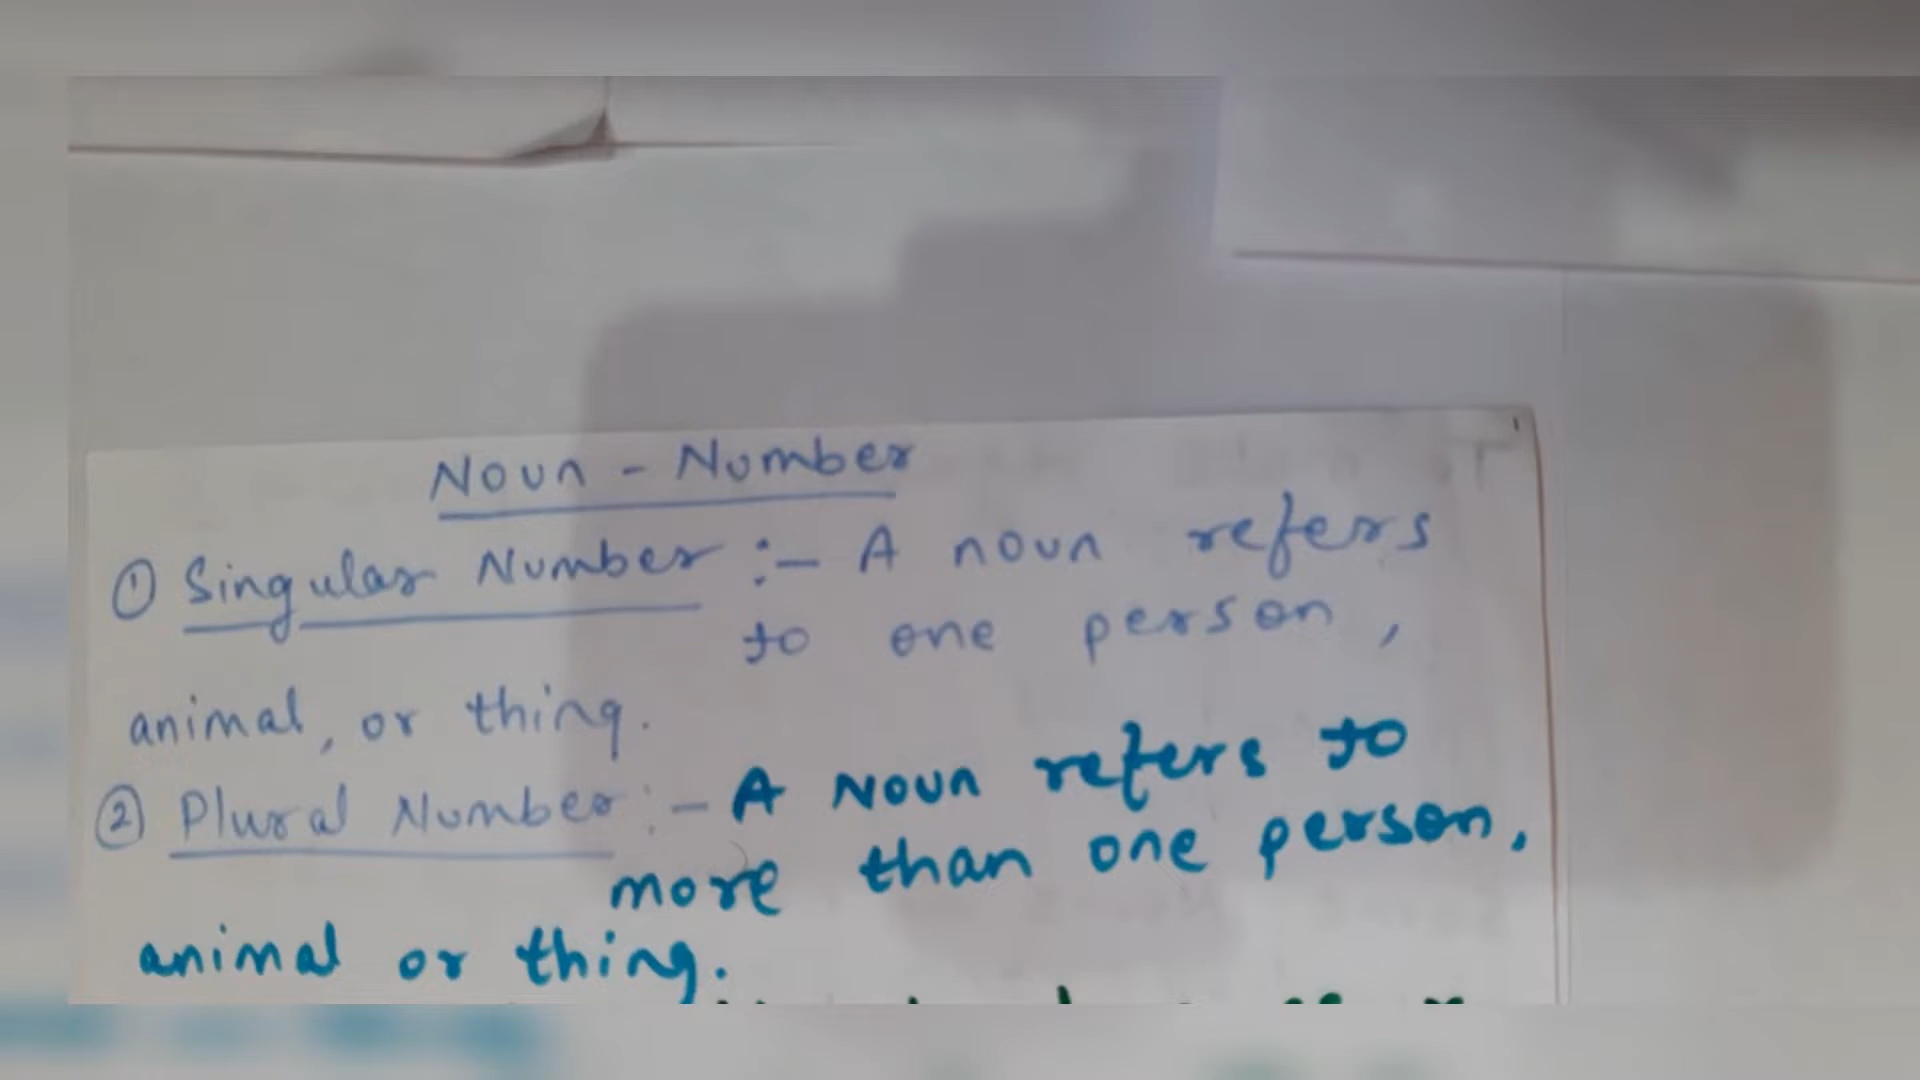 Noun - Number
① Singular Number :- A noun refers
to one person,
animal, or thing.
② Plural Number :- A Noun refers to
more than one person,
animal or thing.